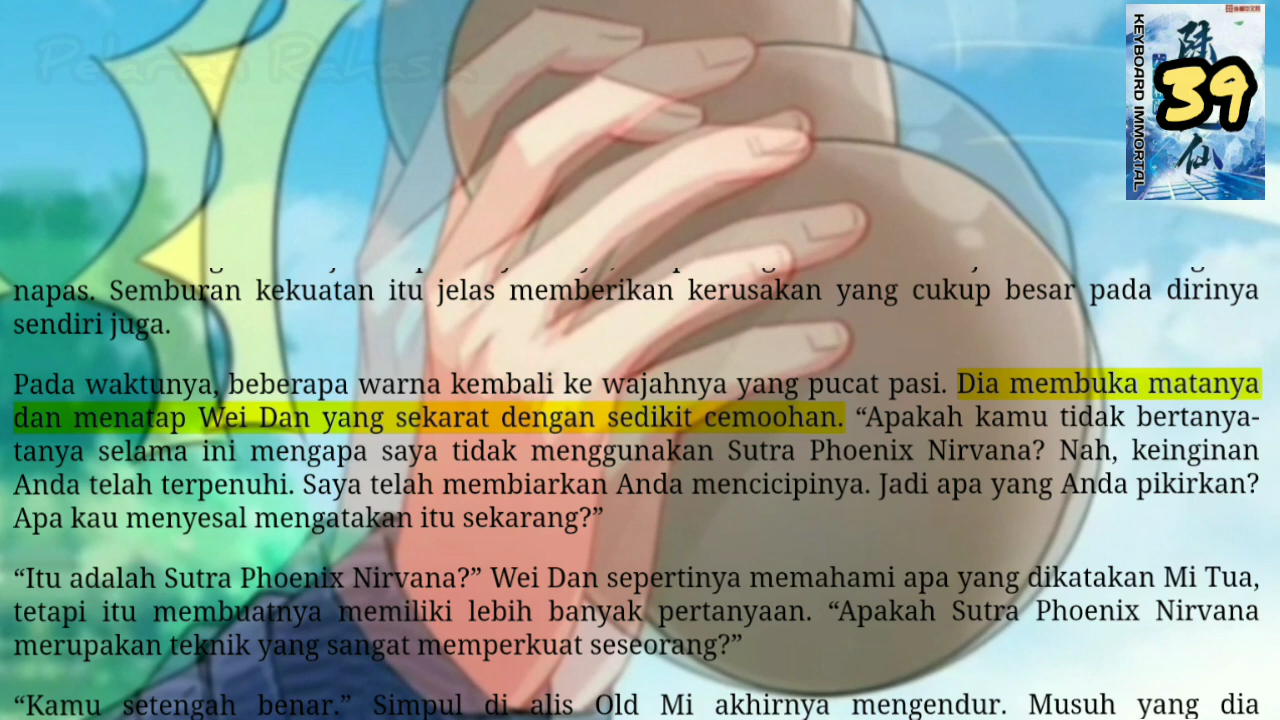 Pelarian Rahasia
KEYBOARD IMMORTAL
39
仙
napas. Semburan kekuatan itu jelas memberikan kerusakan yang cukup besar pada dirinya
sendiri juga.
Pada waktunya, beberapa warna kembali ke wajahnya yang pucat pasi. Dia membuka matanya
dan menatap Wei Dan yang sekarat dengan sedikit cemoohan. “Apakah kamu tidak bertanya-
tanya selama ini mengapa saya tidak menggunakan Sutra Phoenix Nirvana? Nah, keinginan
Anda telah terpenuhi. Saya telah membiarkan Anda mencicipinya. Jadi apa yang Anda pikirkan?
Apa kau menyesal mengatakan itu sekarang?”
“Itu adalah Sutra Phoenix Nirvana?” Wei Dan sepertinya memahami apa yang dikatakan Mi Tua,
tetapi itu membuatnya memiliki lebih banyak pertanyaan. “Apakah Sutra Phoenix Nirvana
merupakan teknik yang sangat memperkuat seseorang?”
“Kamu setengah benar.” Simpul di alis Old Mi akhirnya mengendur. Musuh yang dia